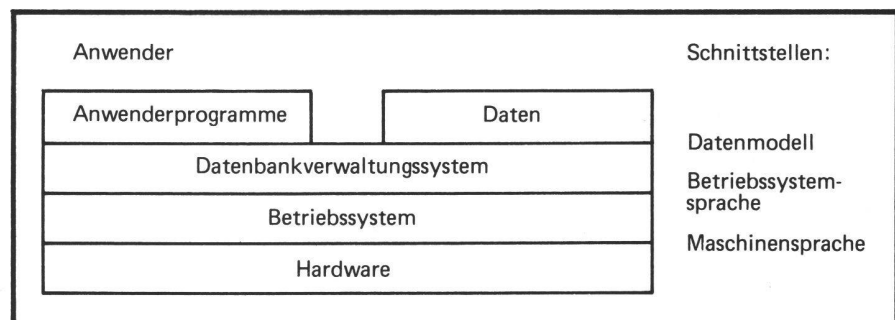 Anwender
Schnittstellen:
Anwenderprogramme
Daten
Datenmodell
Datenbankverwaltungssystem
Betriebssystem-
sprache
Betriebssystem
Maschinensprache
Hardware